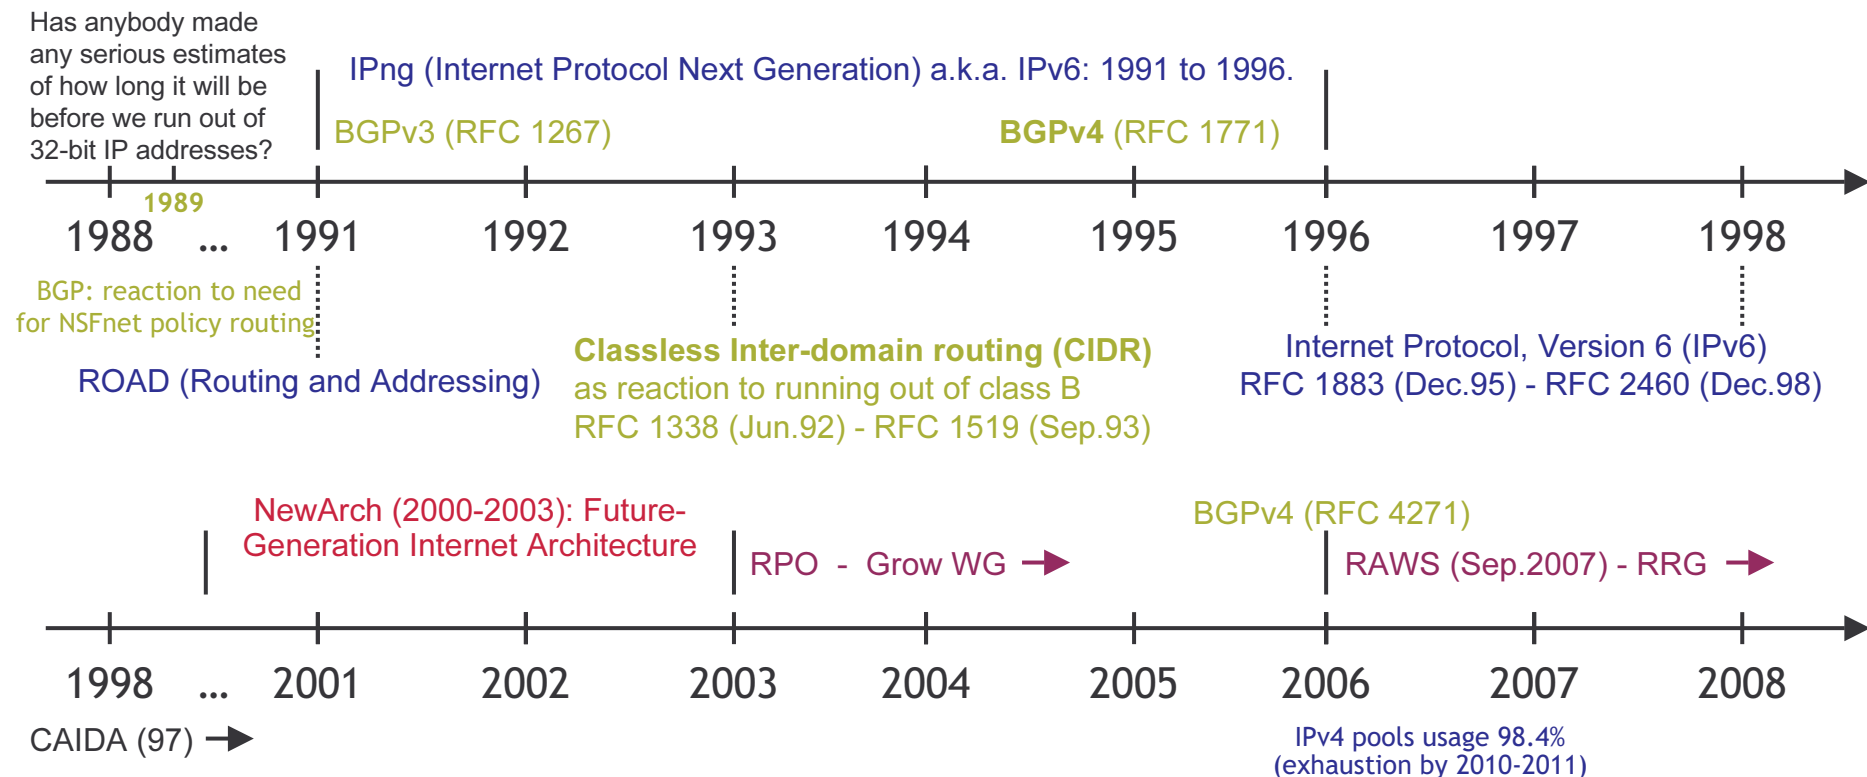 Has anybody made
any serious estimates
of how long it will be
before we run out of
32-bit IP addresses?
IPng (Internet Protocol Next Generation) a.k.a. IPv6: 1991 to 1996.
BGPv3 (RFC 1267)
BGPv4 (RFC 1771)
1989
1988 ... 1991 1992 1993 1994 1995 1996 1997 1998
BGP: reaction to need
for NSFnet policy routing
ROAD (Routing and Addressing)
Classless Inter-domain routing (CIDR)
as reaction to running out of class B
RFC 1338 (Jun.92) - RFC 1519 (Sep.93)
Internet Protocol, Version 6 (IPv6)
RFC 1883 (Dec.95) - RFC 2460 (Dec.98)
NewArch (2000-2003): Future-
Generation Internet Architecture
RPO - Grow WG
BGPv4 (RFC 4271)
RAWS (Sep.2007) - RRG
1998 ... 2001 2002 2003 2004 2005 2006 2007 2008
CAIDA (97)
IPv4 pools usage 98.4%
(exhaustion by 2010-2011)